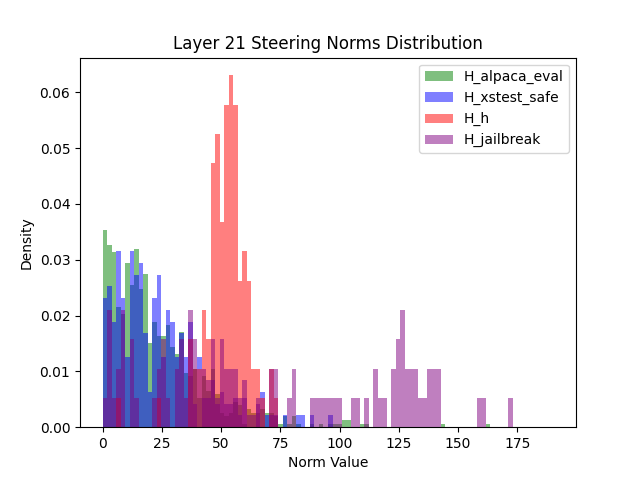 Layer 21 Steering Norms Distribution
H_alpaca_eval
H_xstest_safe
H_h
H_jailbreak
Density
0.06
0.05
0.04
0.03
0.02
0.01
0.00
0
25
50
75
100
125
150
175
Norm Value